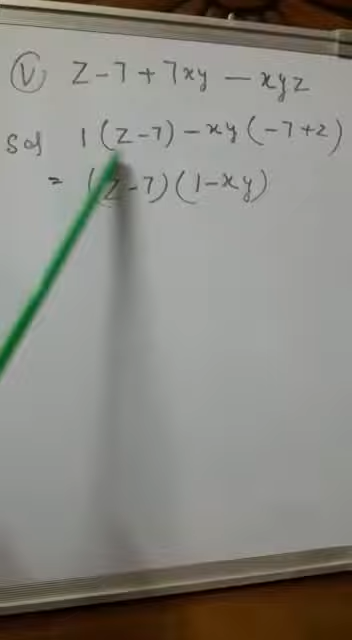 (V) z-7+7xy-xyz
Sol 1(z-7)-xy(-7+z)
= (z-7)(1-xy)